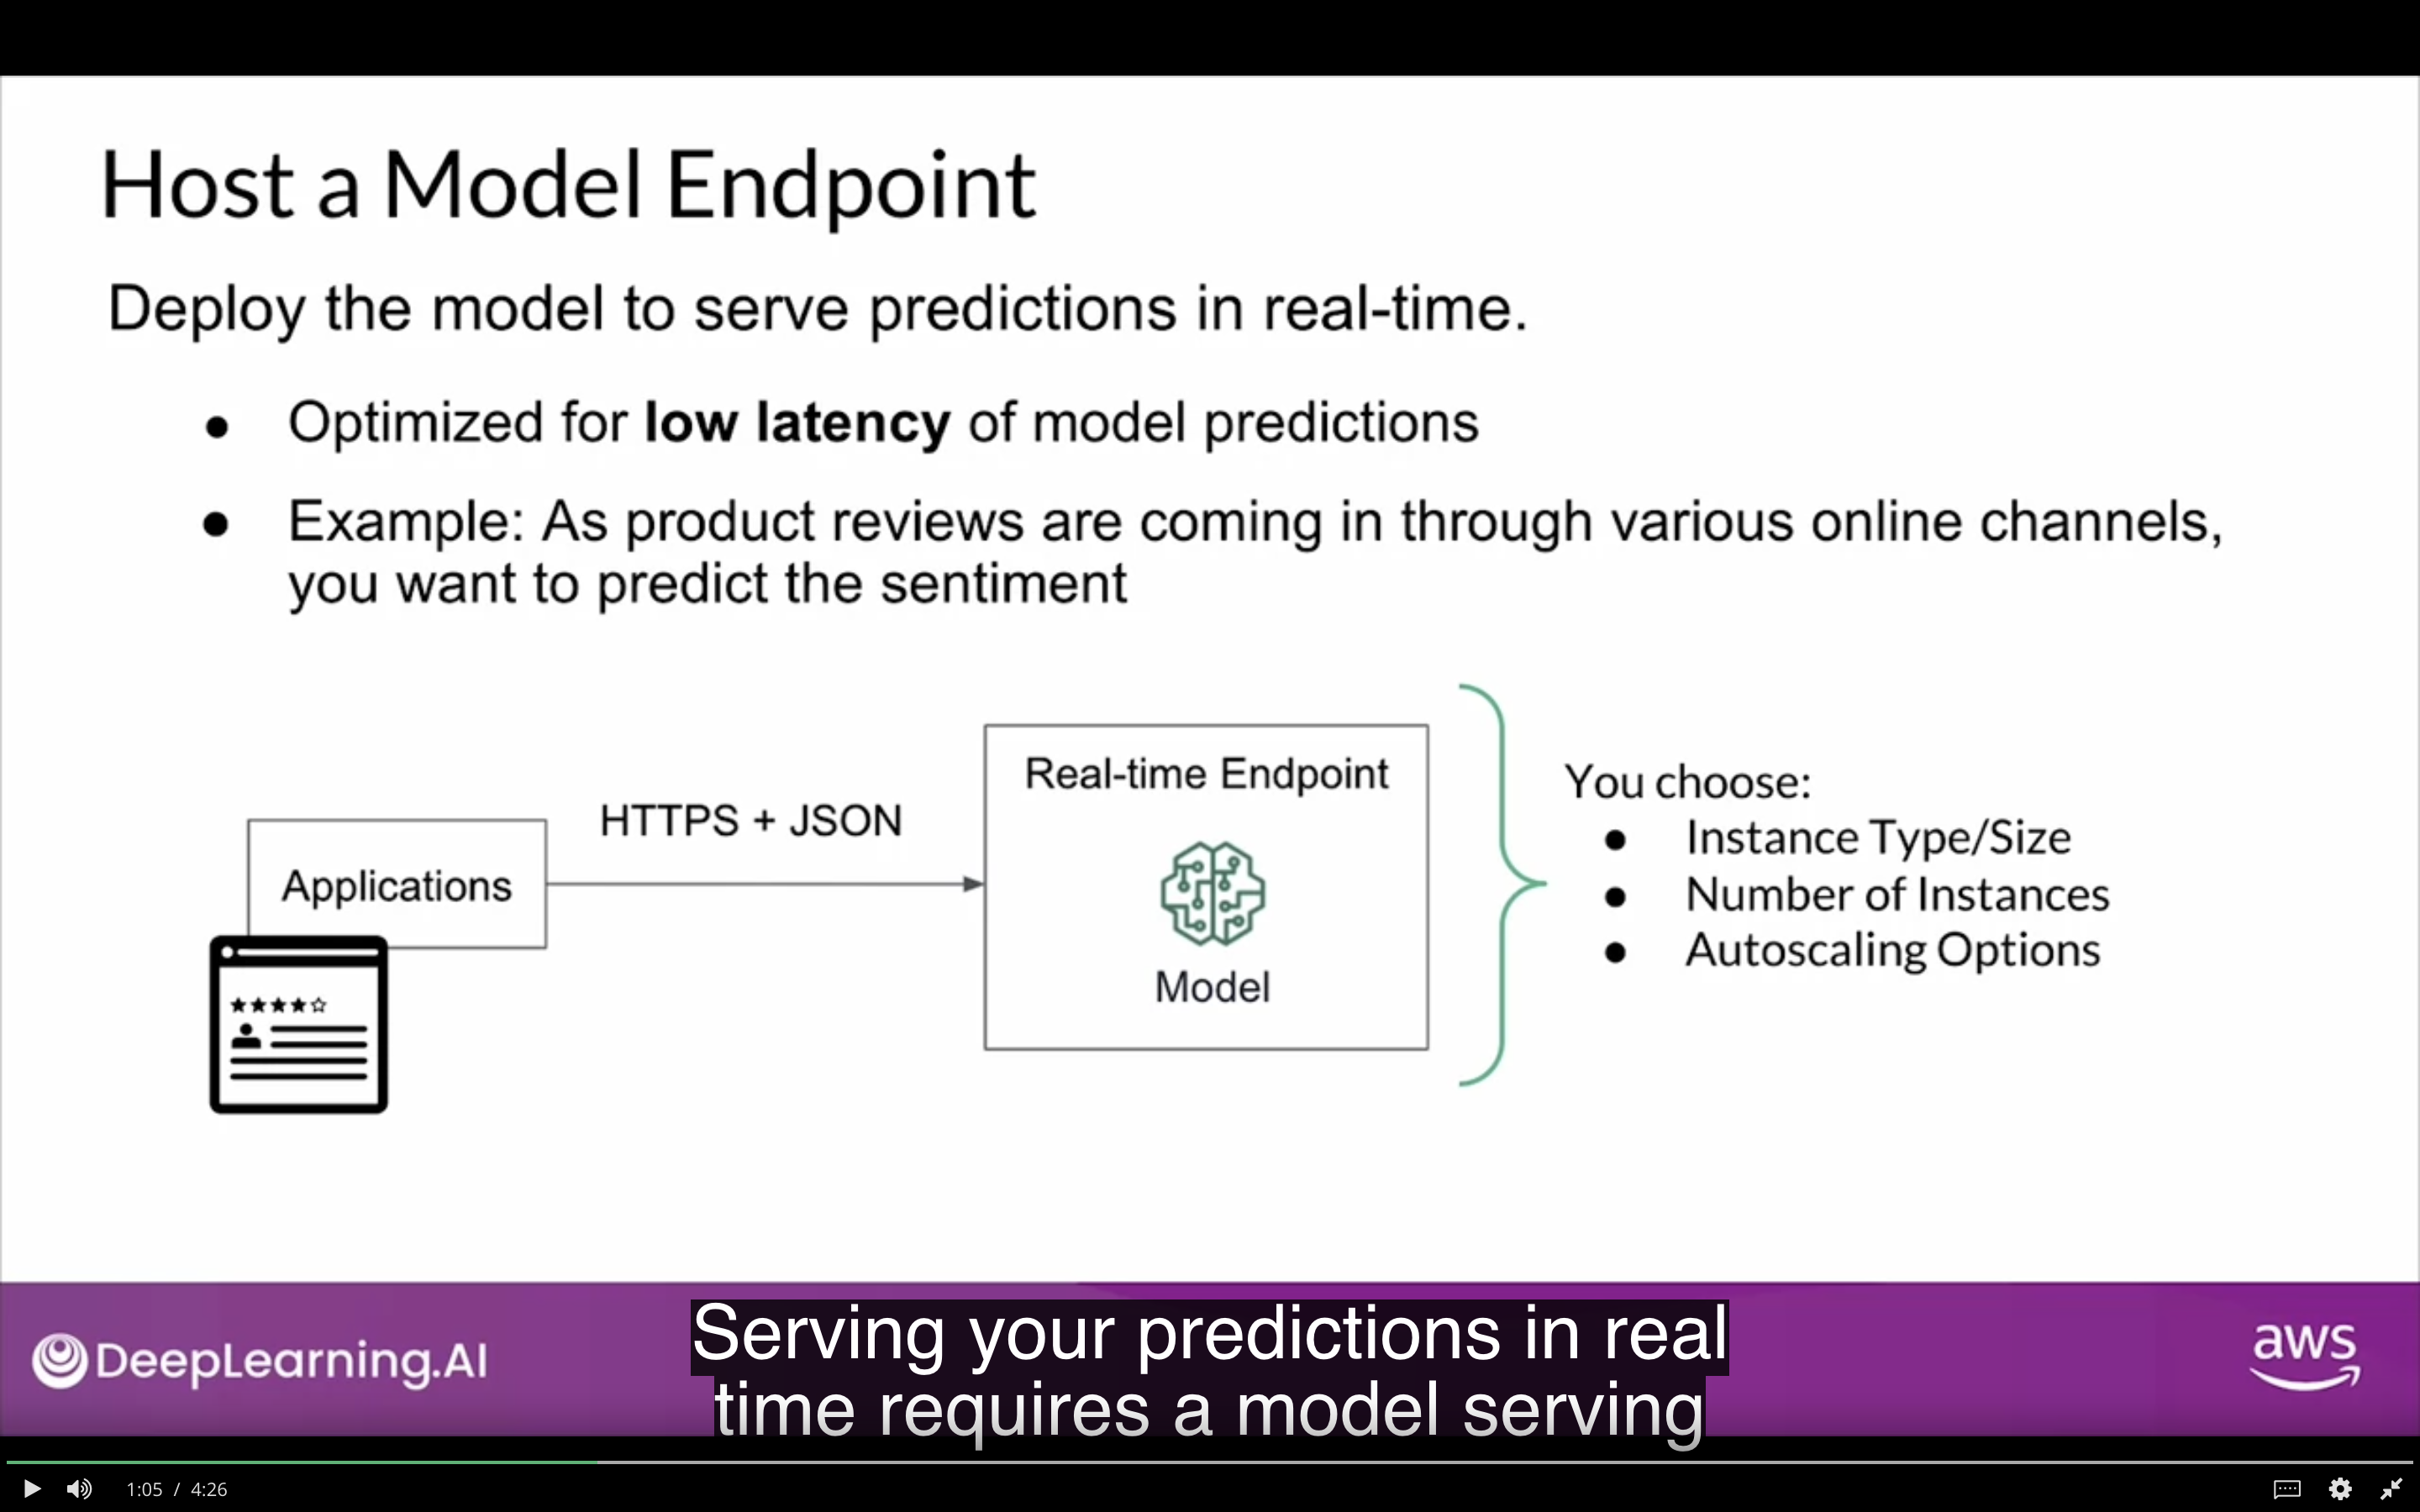 Host a Model Endpoint
Deploy the model to serve predictions in real-time.
● Optimized for low latency of model predictions
● Example: As product reviews are coming in through various online channels,
you want to predict the sentiment
Applications
HTTPS + JSON
Real-time Endpoint
Model
You choose:
● Instance Type/Size
● Number of Instances
● Autoscaling Options
DeepLearning.AI
Serving your predictions in real
time requires a model serving
aws
1:05 / 4:26